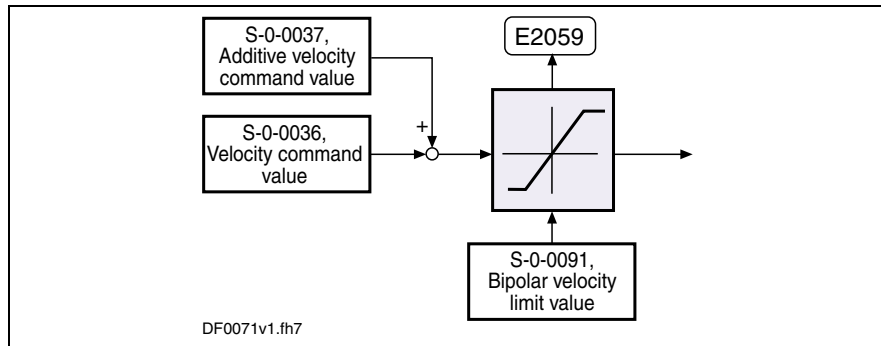 S-0-0037,
Additive velocity
command value
E2059
+
S-0-0036,
Velocity command
value
S-0-0091,
Bipolar velocity
limit value
DF0071v1.fh7